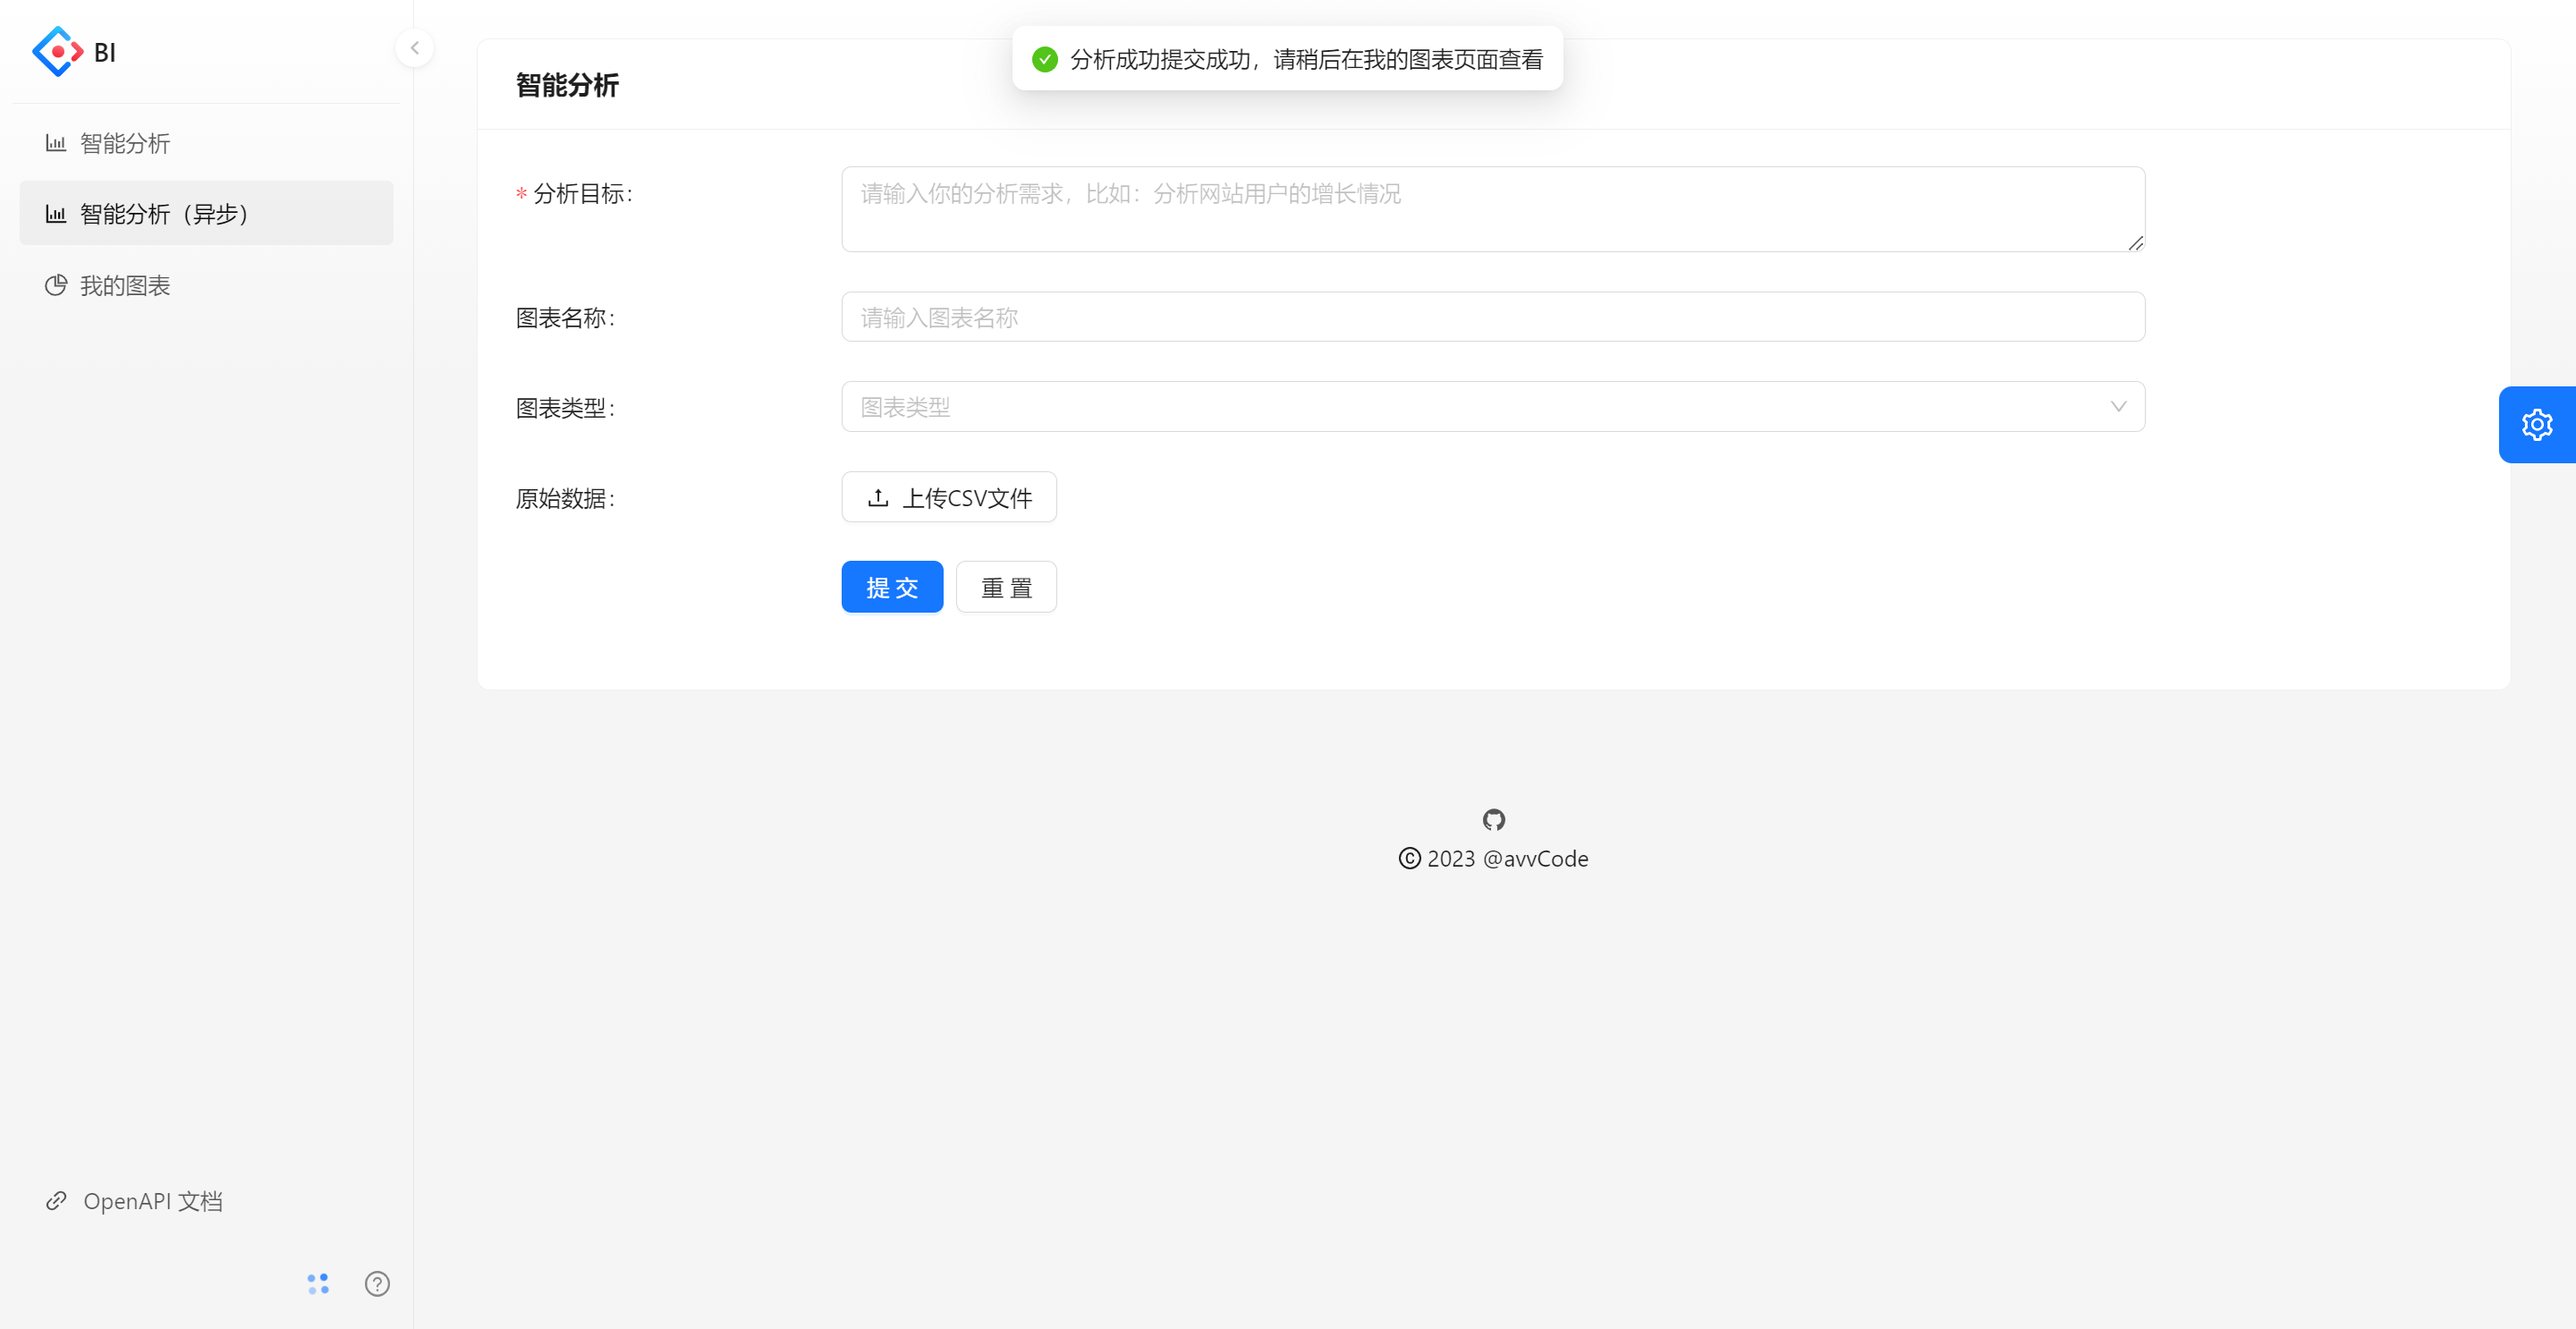 BI
智能分析
智能分析（异步）
我的图表
OpenAPI 文档
分析成功提交成功，请稍后在我的图表页面查看
智能分析
* 分析目标：
请输入你的分析需求，比如：分析网站用户的增长情况
图表名称：
请输入图表名称
图表类型：
图表类型
原始数据：
上传CSV文件
提 交
重 置
© 2023 @avvCode